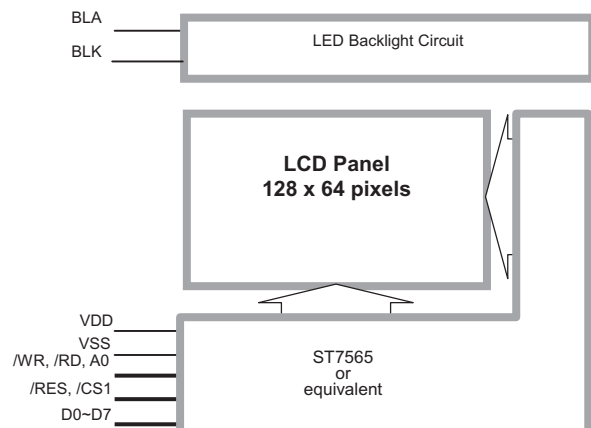 BLA
BLK
LED Backlight Circuit
LCD Panel
128 x 64 pixels
VDD
VSS
/WR, /RD, A0
/RES, /CS1
D0~D7
ST7565
or
equivalent